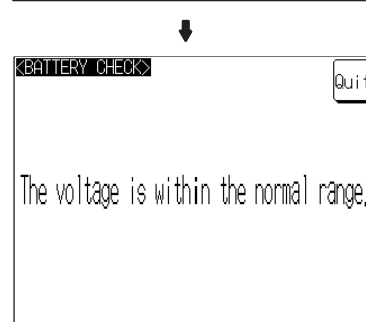 <BATTERY CHECK>
Quit
The voltage is within the normal range.